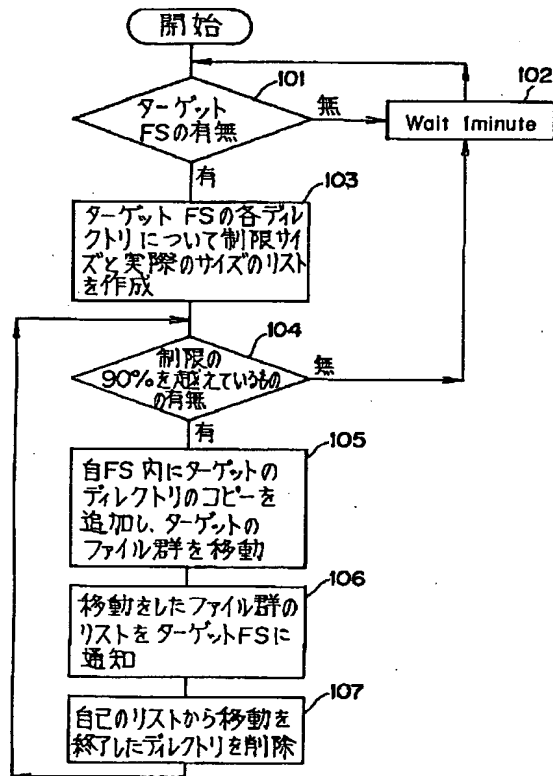 開始
101
ターゲット
FSの有無
無
102
Wait 1minute
有
103
ターゲット FSの各ディレ
クトリについて制限サイ
ズと実際のサイズのリスト
を作成
104
制限の
90%を越えているもの
の有無
無
有
105
自FS内にターゲットの
ディレクトリのコピーを
追加し、ターゲットの
ファイル群を移動
106
移動をしたファイル群の
リストをターゲットFSに
通知
107
自己のリストから移動を
終了したディレクトリを削除